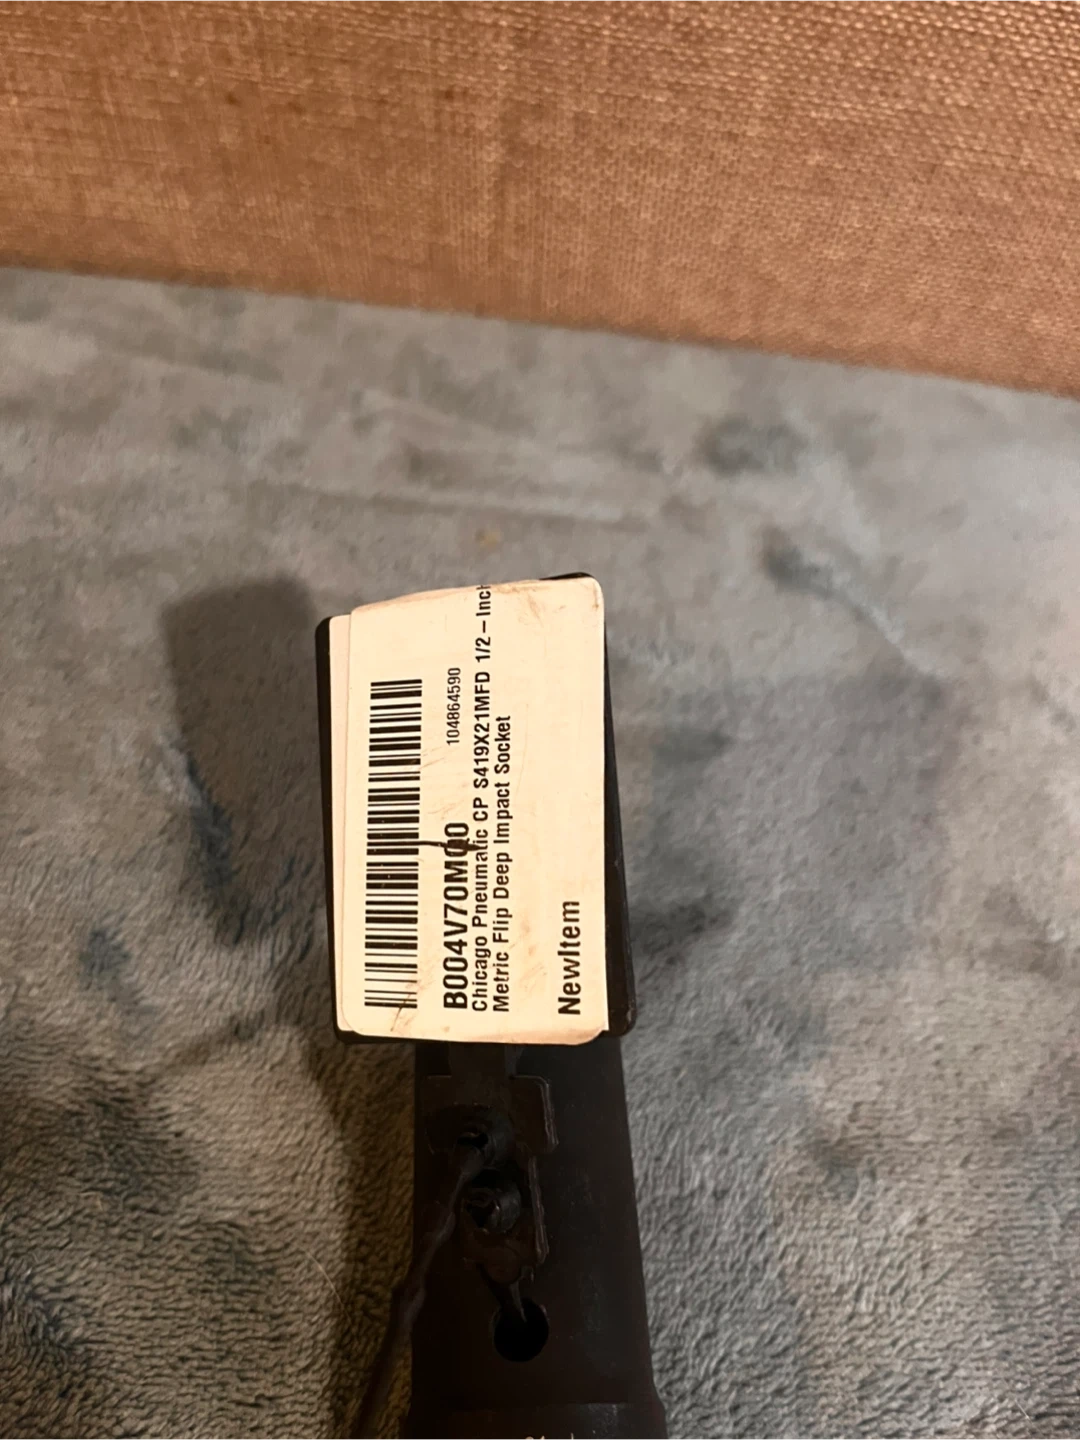 104864590
B004V70MQ0
Chicago Pneumatic CP S419X21MFD 1/2-Inch
Metric Flip Deep Impact Socket
NewItem